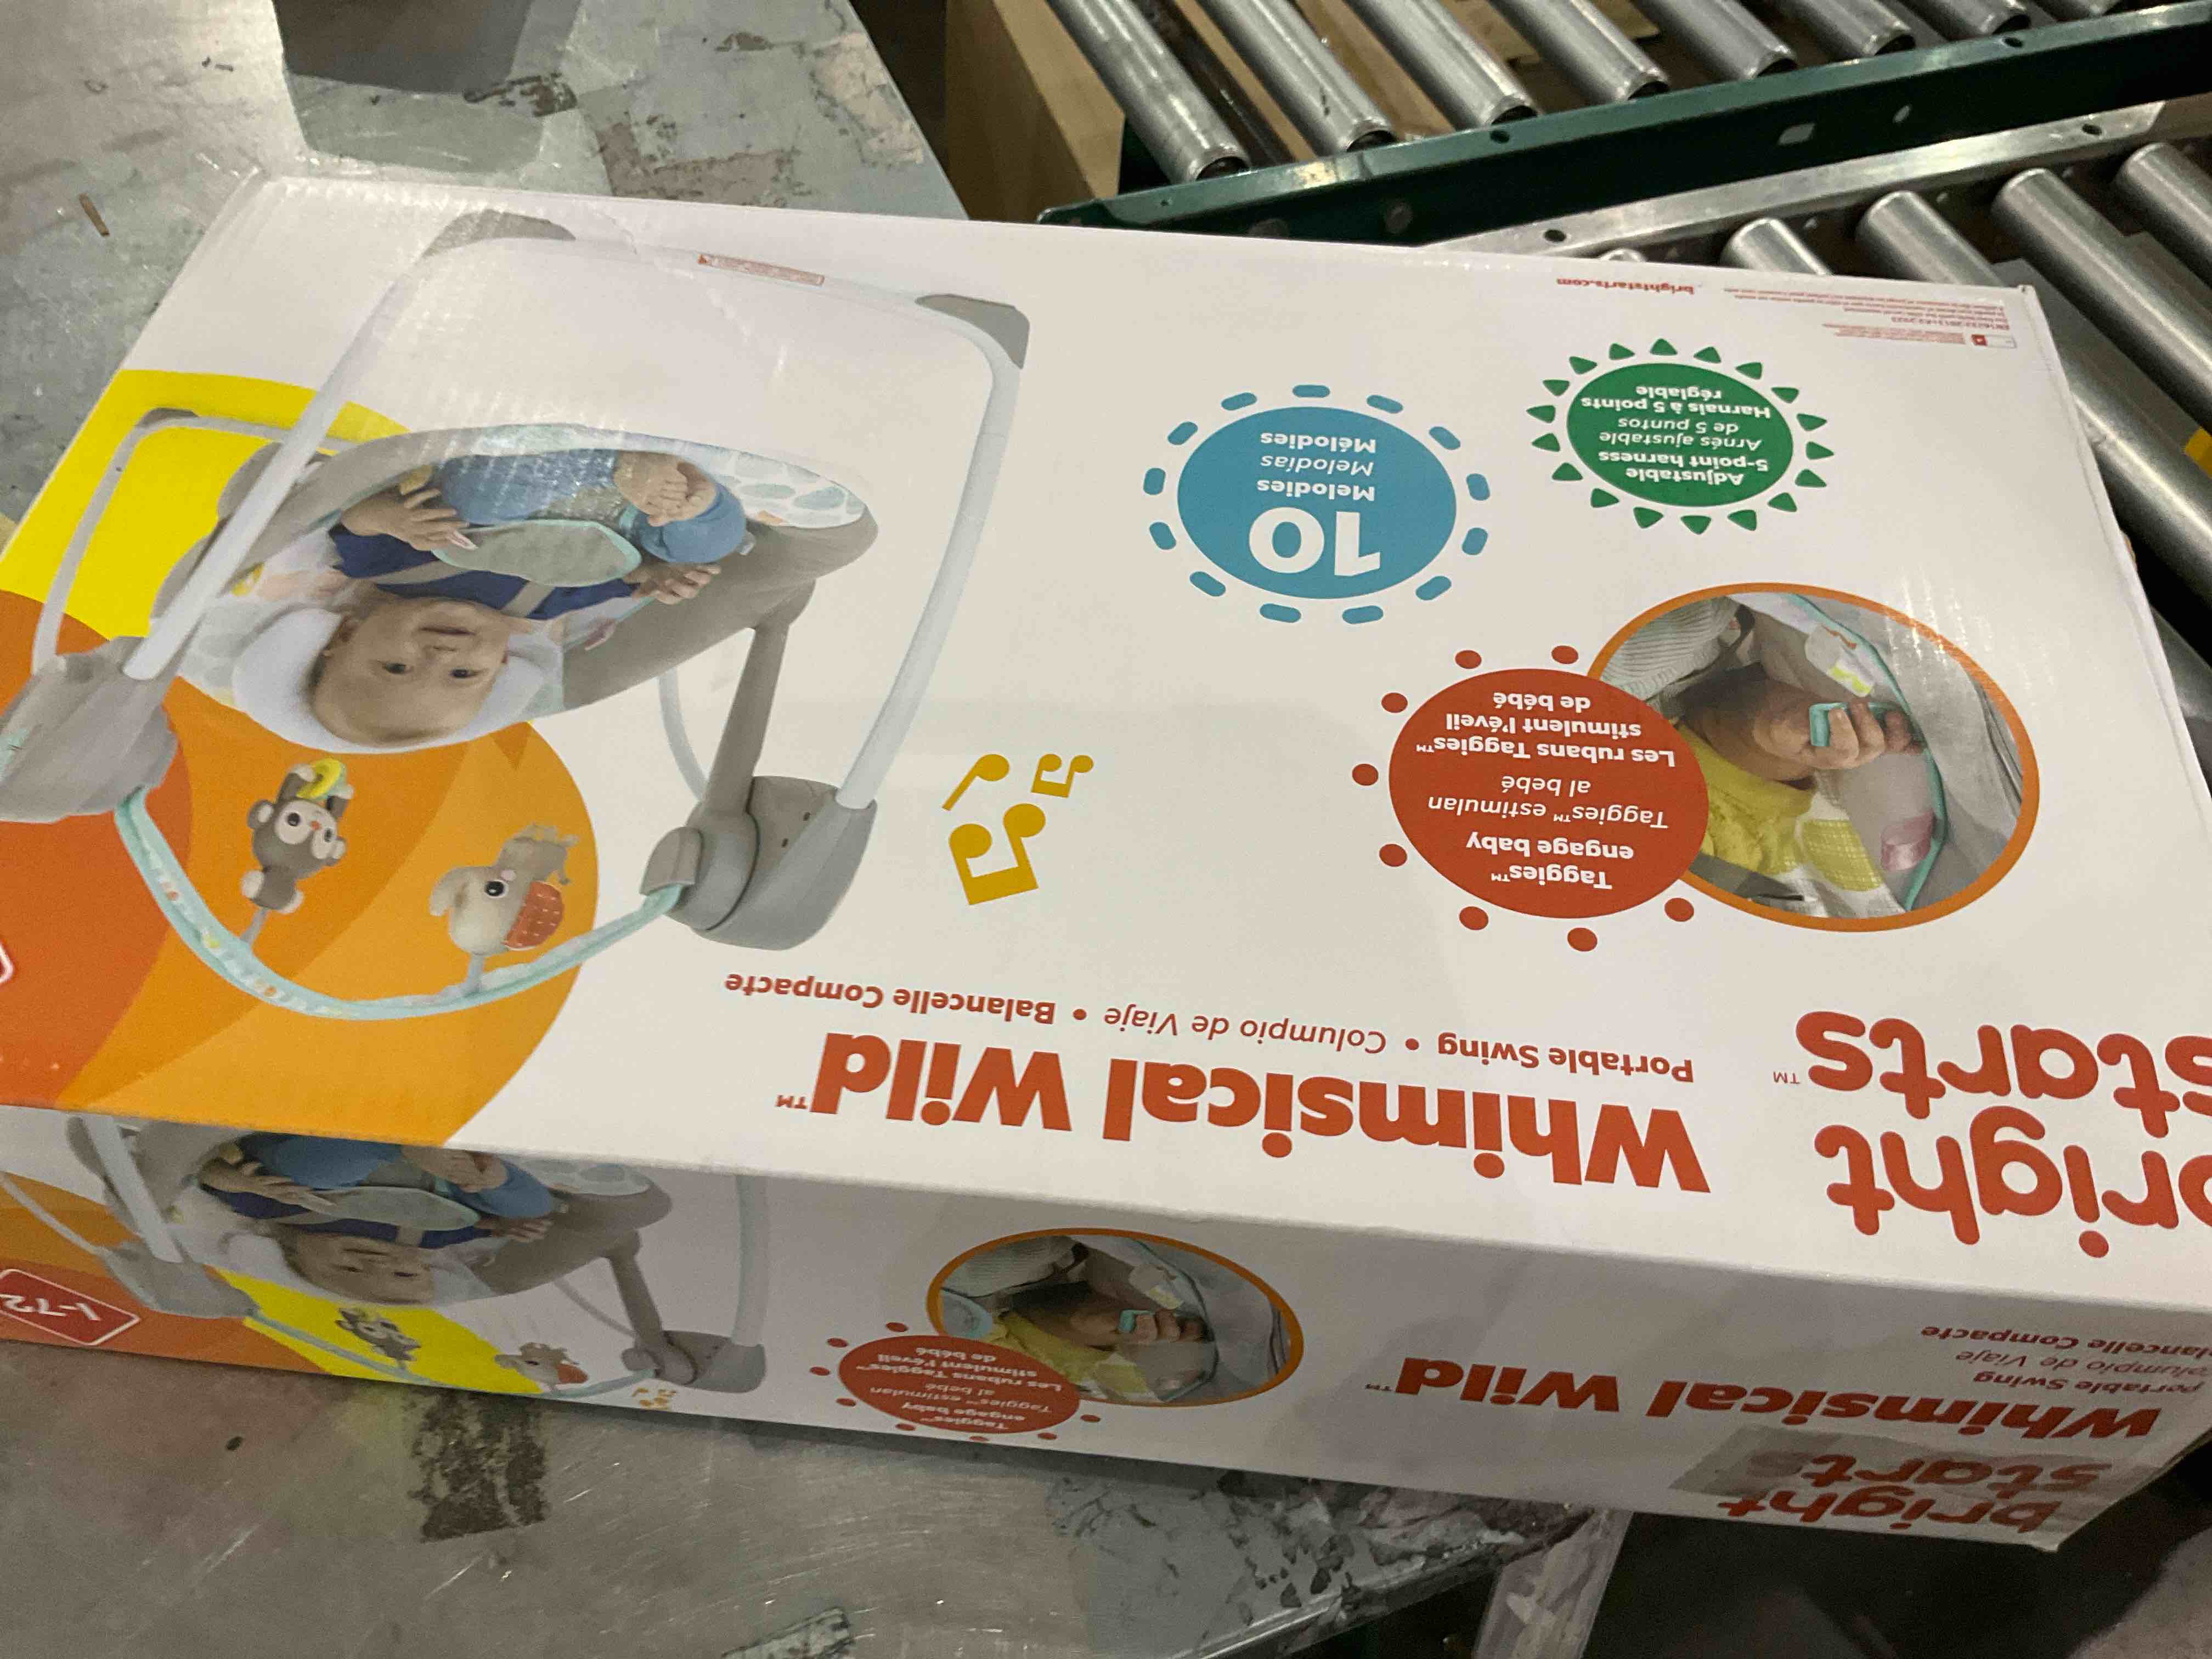 bright
starts™
Whimsical Wild™
Portable Swing • Columpio de Viaje • Balancelle Compacte
Taggies™
engage baby
Taggies™ estimulan
al bebé
Les rubans Taggies™
stimulent l'éveil
de bébé
10
Melodies
Melodías
Mélodies
Adjustable
5-point harness
Arnés ajustable
de 5 puntos
Harnais à 5 points
réglable
brightstarts.com
bright
starts
Whimsical Wild™
Portable Swing
Columpio de Viaje
Balancelle Compacte
Taggies™
engage baby
Taggies™ estimulan
al bebé
Les rubans Taggies™
stimulent l'éveil
de bébé